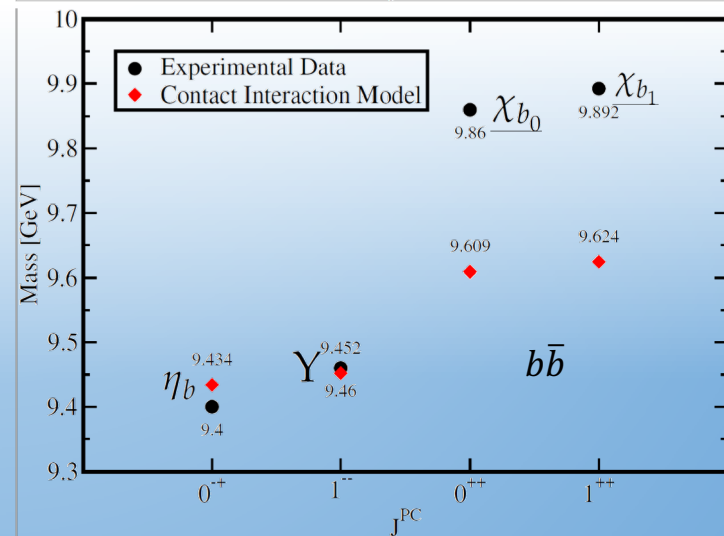 10
9.9
9.8
9.7
9.6
9.5
9.4
9.3
Mass [GeV]
Experimental Data
Contact Interaction Model
9.86
χb0
9.892
χb1
9.609
9.624
9.434
ηb
9.4
Υ
9.452
9.46
bb̄
0-+
1--
0++
1++
JPC